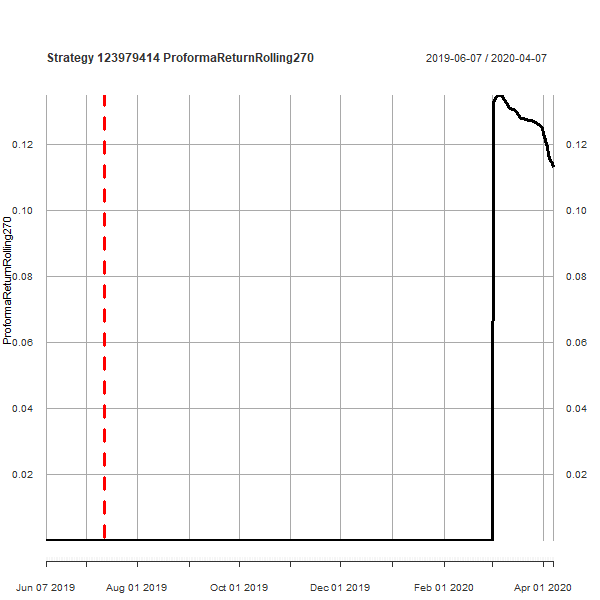 Strategy 123979414 ProformaReturnRolling270
2019-06-07 / 2020-04-07
ProformaReturnRolling270
0.12 0.12
0.10 0.10
0.08 0.08
0.06 0.06
0.04 0.04
0.02 0.02
Jun 07 2019 Aug 01 2019 Oct 01 2019 Dec 01 2019 Feb 01 2020 Apr 01 2020